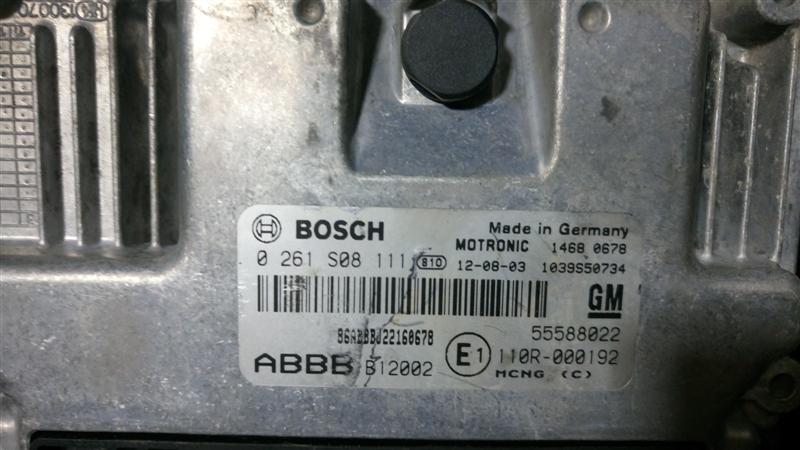 BOSCH Made in Germany
MOTRONIC 1468 0678
0 261 S08 111 810 12-08-03 1039S50734
GM
55588022
ABBB B12002 E1 110R-000192
MCNG (C)